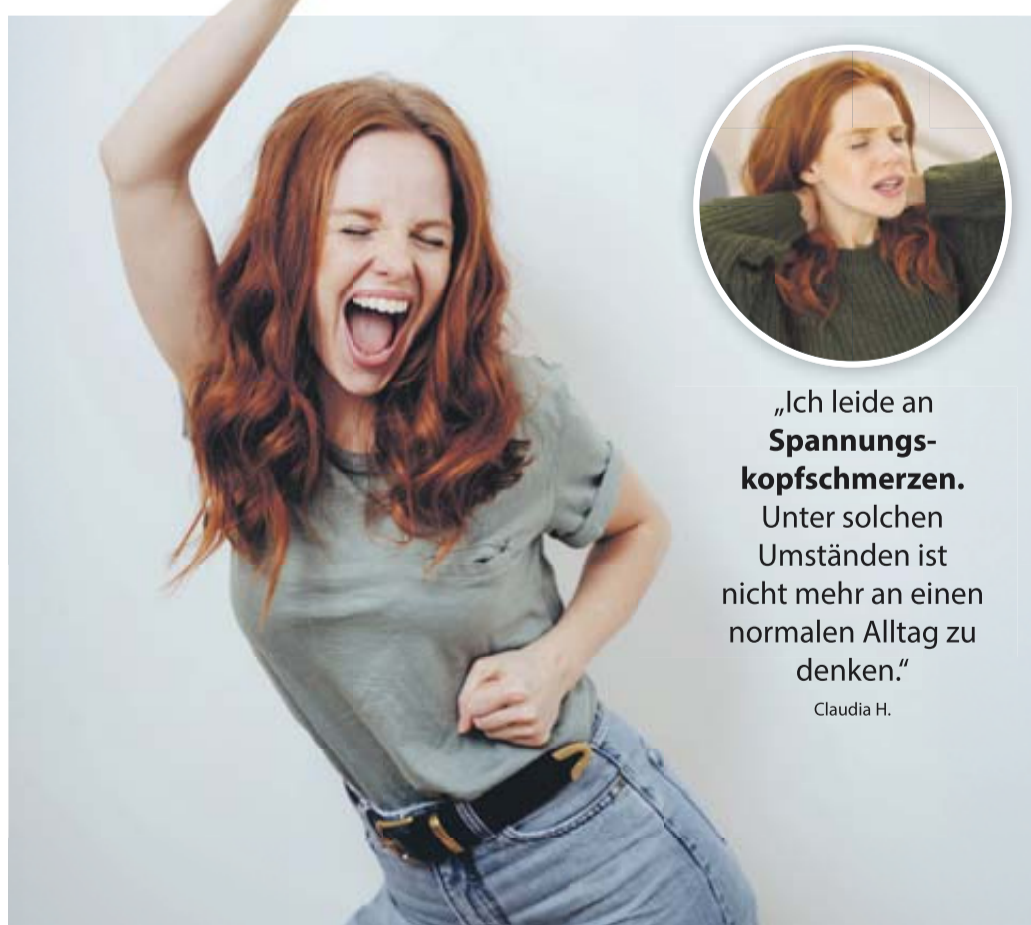 „Ich leide an
Spannungs-
kopfschmerzen.
Unter solchen
Umständen ist
nicht mehr an einen
normalen Alltag zu
denken.“
Claudia H.